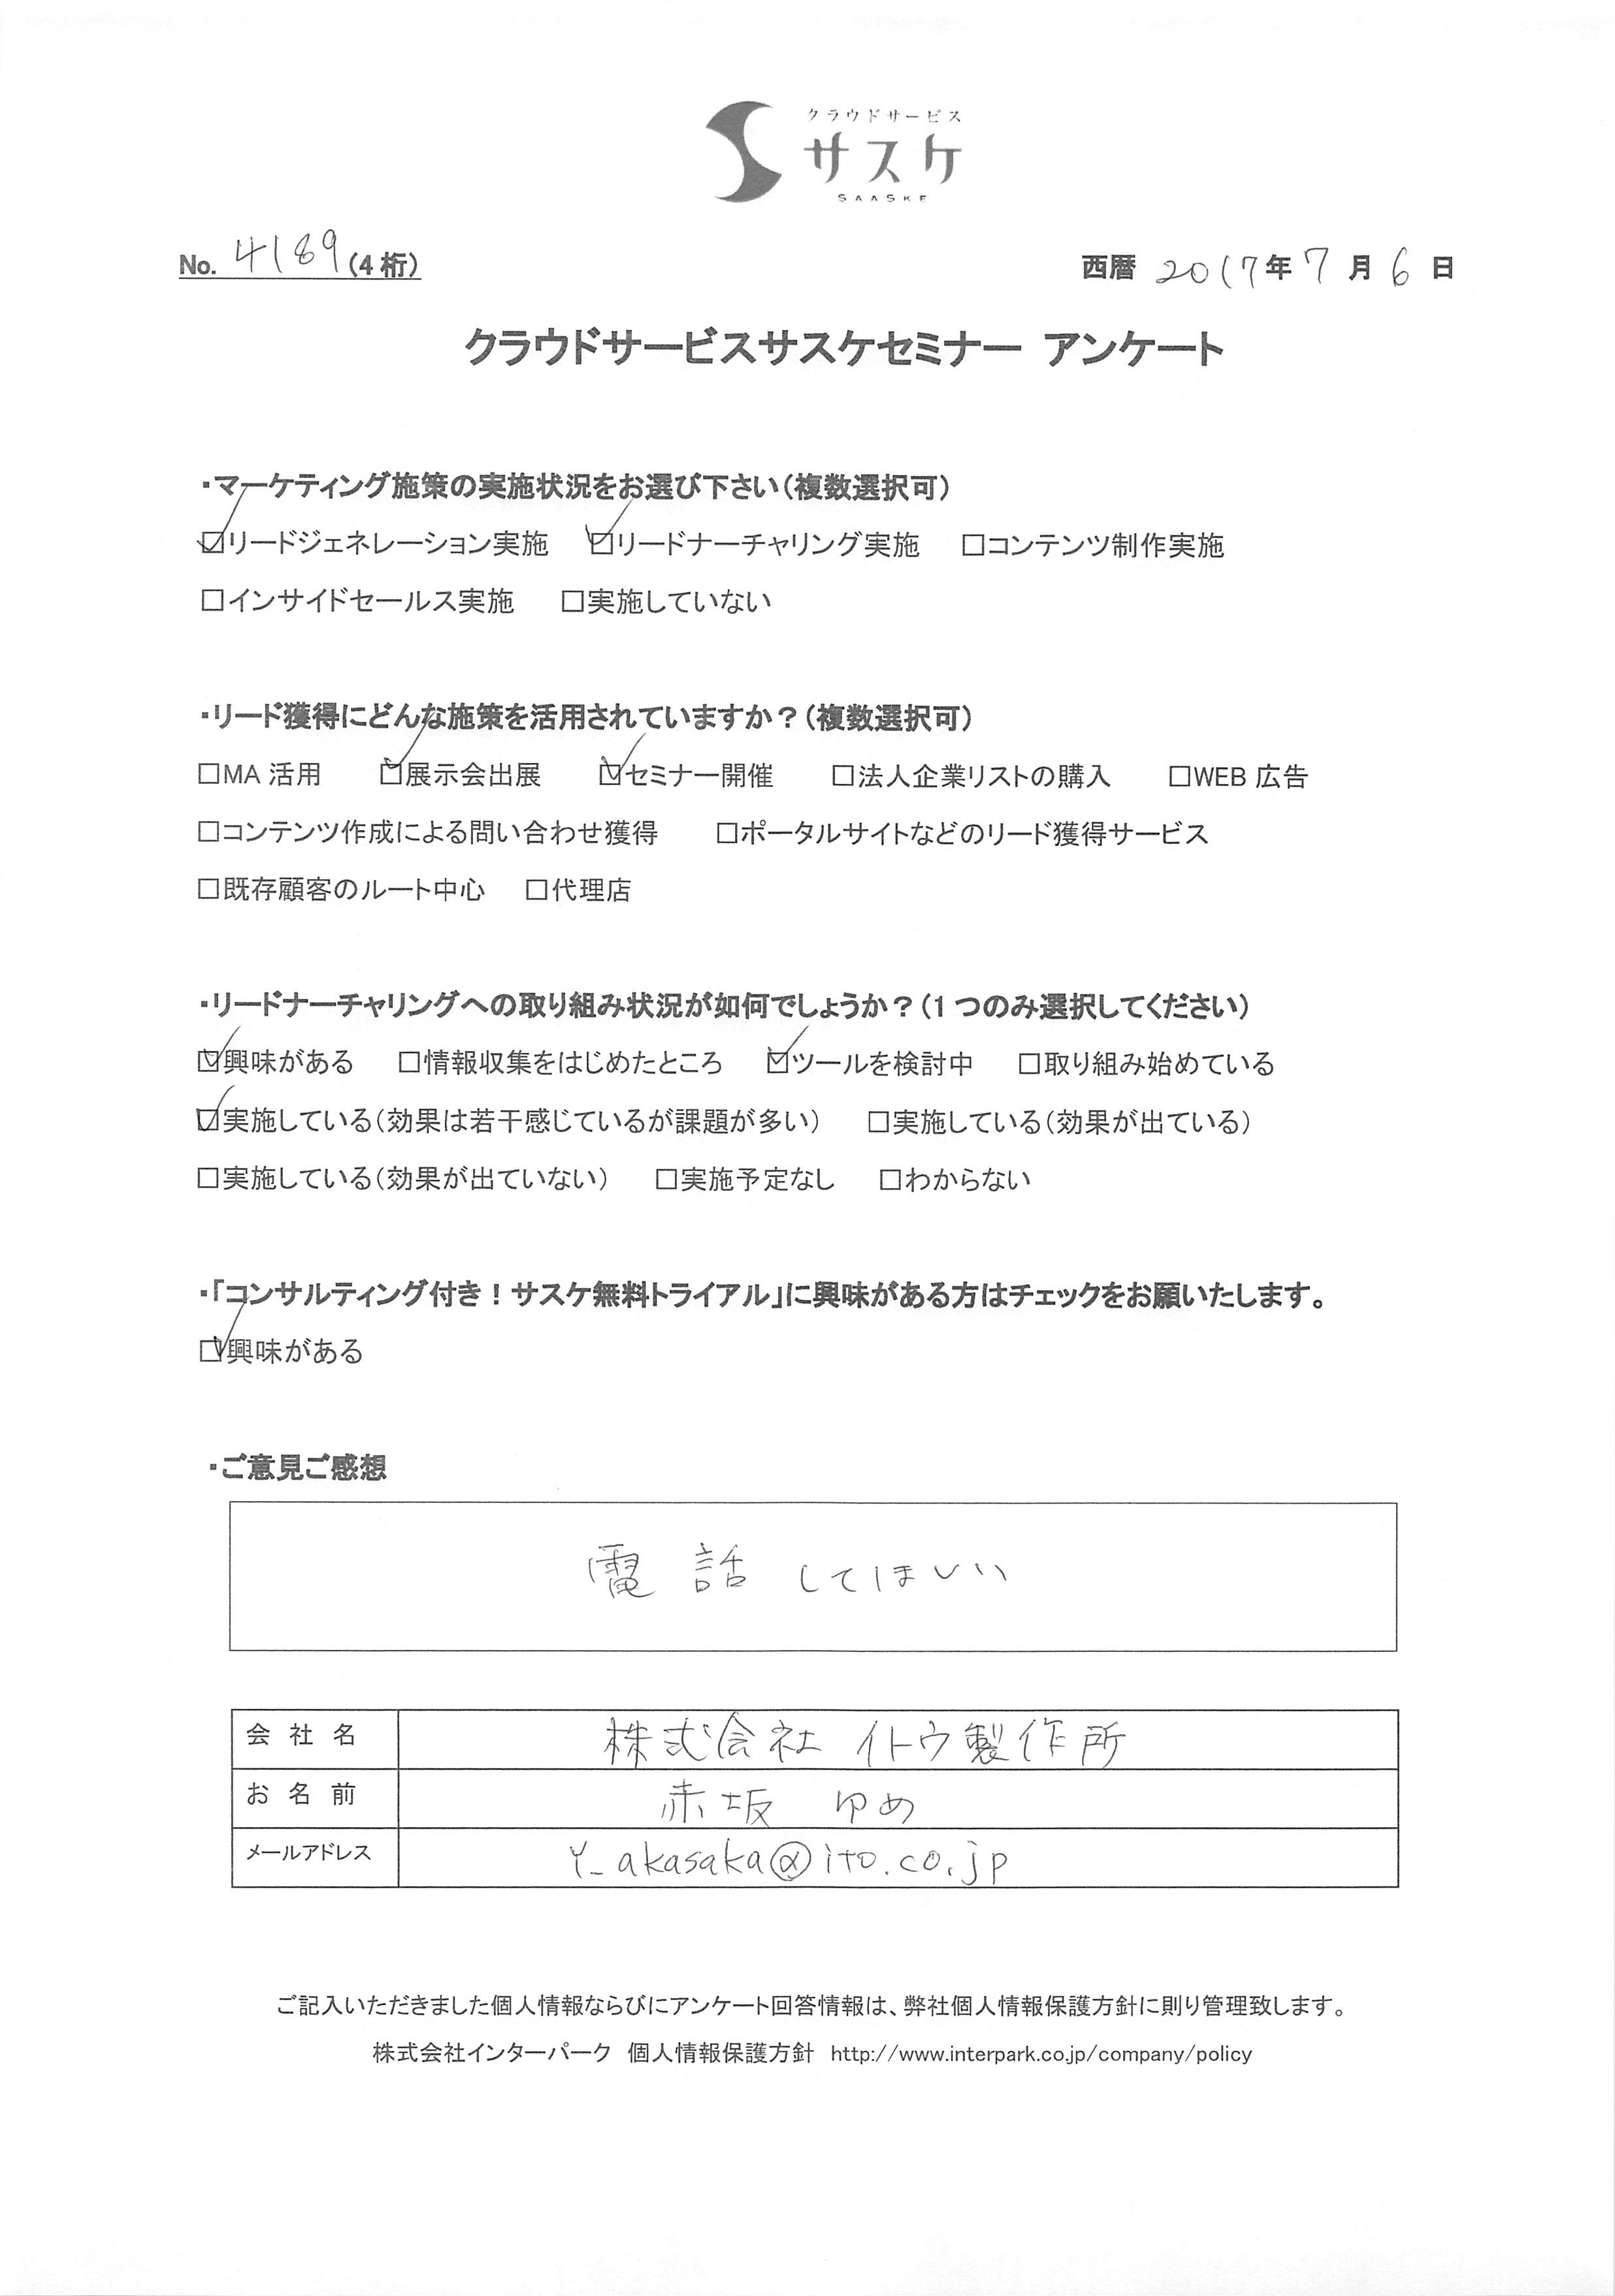 クラウドサービス
サスケ
SAASKE
No. 4189(4桁) 西暦 2017年 7月 6日
クラウドサービスサスケセミナー アンケート
・マーケティング施策の実施状況をお選び下さい(複数選択可)
☑リードジェネレーション実施 ☑リードナーチャリング実施 □コンテンツ制作実施
□インサイドセールス実施 □実施していない
・リード獲得にどんな施策を活用されていますか?(複数選択可)
□MA 活用 ☑展示会出展 ☑セミナー開催 □法人企業リストの購入 □WEB 広告
□コンテンツ作成による問い合わせ獲得 □ポータルサイトなどのリード獲得サービス
□既存顧客のルート中心 □代理店
・リードナーチャリングへの取り組み状況が如何でしょうか?(1つのみ選択してください)
☑興味がある □情報収集をはじめたところ ☑ツールを検討中 □取り組み始めている
☑実施している(効果は若干感じているが課題が多い) □実施している(効果が出ている)
□実施している(効果が出ていない) □実施予定なし □わからない
・「コンサルティング付き!サスケ無料トライアル」に興味がある方はチェックをお願いたします。
☑興味がある
・ご意見ご感想
電話してほしい
会社名 株式会社 イトウ製作所
お名前 赤坂 ゆめ
メールアドレス Y_akasaka@ito.co.jp
ご記入いただきました個人情報ならびにアンケート回答情報は、弊社個人情報保護方針に則り管理致します。
株式会社インターパーク 個人情報保護方針 http://www.interpark.co.jp/company/policy